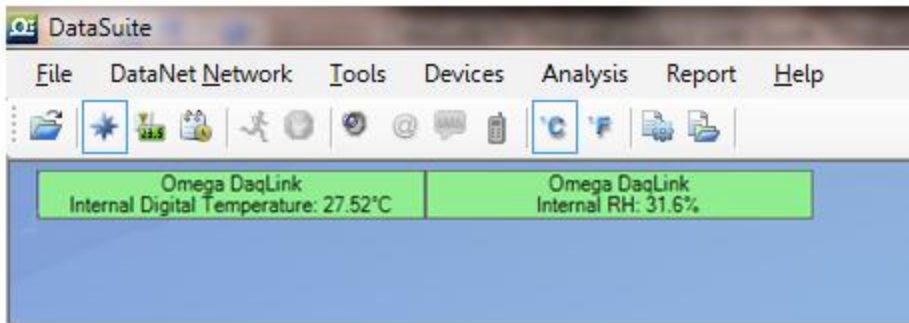 DataSuite
File DataNet Network Tools Devices Analysis Report Help
°C °F
Omega DaqLink
Internal Digital Temperature: 27.52°C
Omega DaqLink
Internal RH: 31.6%